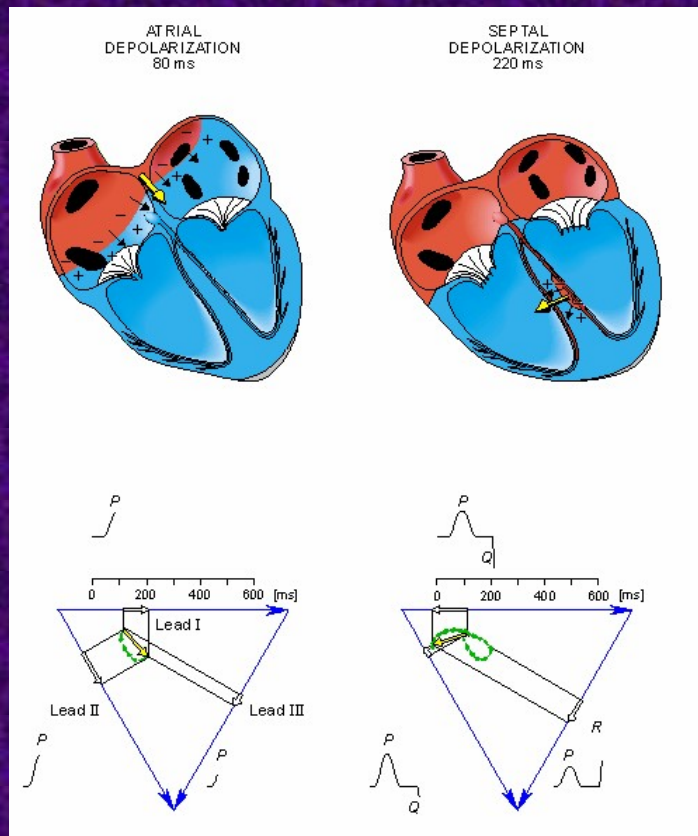 ATRIAL
DEPOLARIZATION
80 ms
SEPTAL
DEPOLARIZATION
220 ms
− + − + − + − +
− + − +
P
0 200 400 600 [ms]
Lead I
Lead II
Lead III
P
P
P
Q
0 200 400 600 [ms]
R
P
Q
P